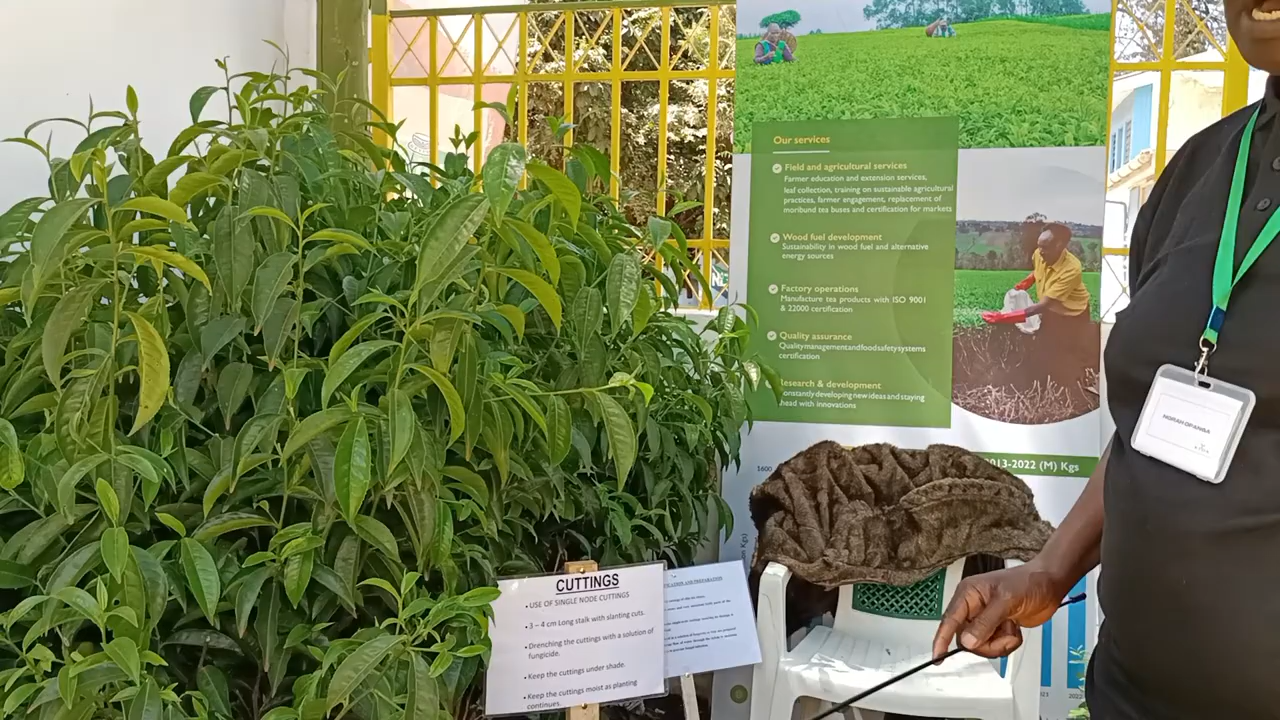 Our services
Field and agricultural services
Farmer education and extension services,
leaf collection, training on sustainable agricultural
practices, farmer engagement, replacement of
moribund tea buses and certification for markets
Wood fuel development
Sustainability in wood fuel and alternative
energy sources
Factory operations
Manufacture tea products with ISO 9001
& 22000 certification
Quality assurance
Qualitymanagementandfoodsafetysystems
certification
Research & development
constantly developing new ideas and staying
ahead with innovations
2013-2022 (M) Kgs
1600
CUTTINGS
• USE OF SINGLE NODE CUTTINGS
• 3 – 4 cm Long stalk with slanting cuts.
• Drenching the cuttings with a solution of
fungicide.
• Keep the cuttings under shade.
• Keep the cuttings moist as planting
continues.
AND PREPARATION